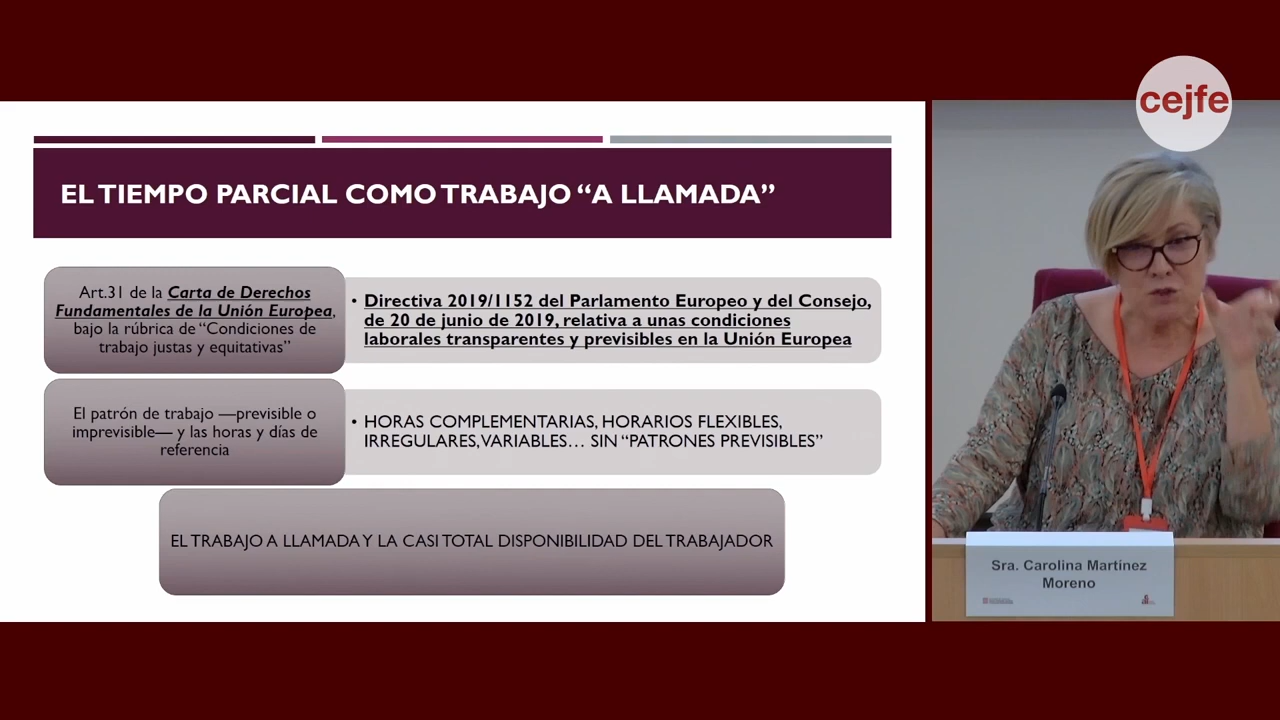 cejfe
EL TIEMPO PARCIAL COMO TRABAJO “A LLAMADA”
Art.31 de la Carta de Derechos
Fundamentales de la Unión Europea,
bajo la rúbrica de “Condiciones de
trabajo justas y equitativas”
• Directiva 2019/1152 del Parlamento Europeo y del Consejo,
de 20 de junio de 2019, relativa a unas condiciones
laborales transparentes y previsibles en la Unión Europea
El patrón de trabajo —previsible o
imprevisible— y las horas y días de
referencia
• HORAS COMPLEMENTARIAS, HORARIOS FLEXIBLES,
IRREGULARES, VARIABLES… SIN “PATRONES PREVISIBLES”
EL TRABAJO A LLAMADA Y LA CASI TOTAL DISPONIBILIDAD DEL TRABAJADOR
Sra. Carolina Martínez
Moreno